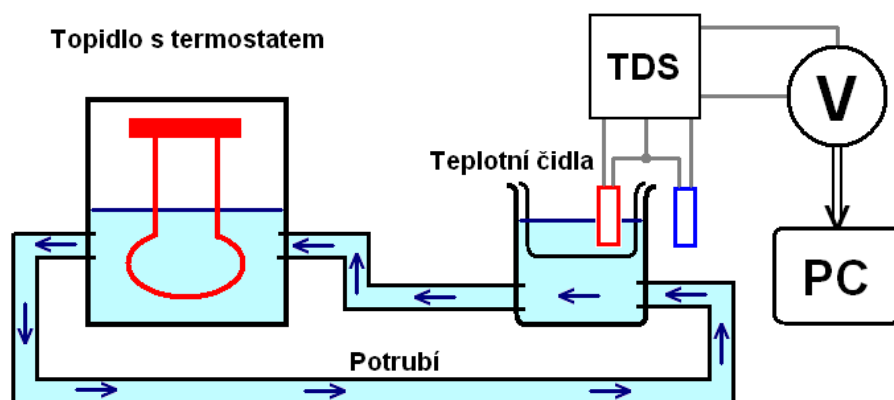 Topidlo s termostatem
TDS
V
Teplotní čidla
PC
Potrubí